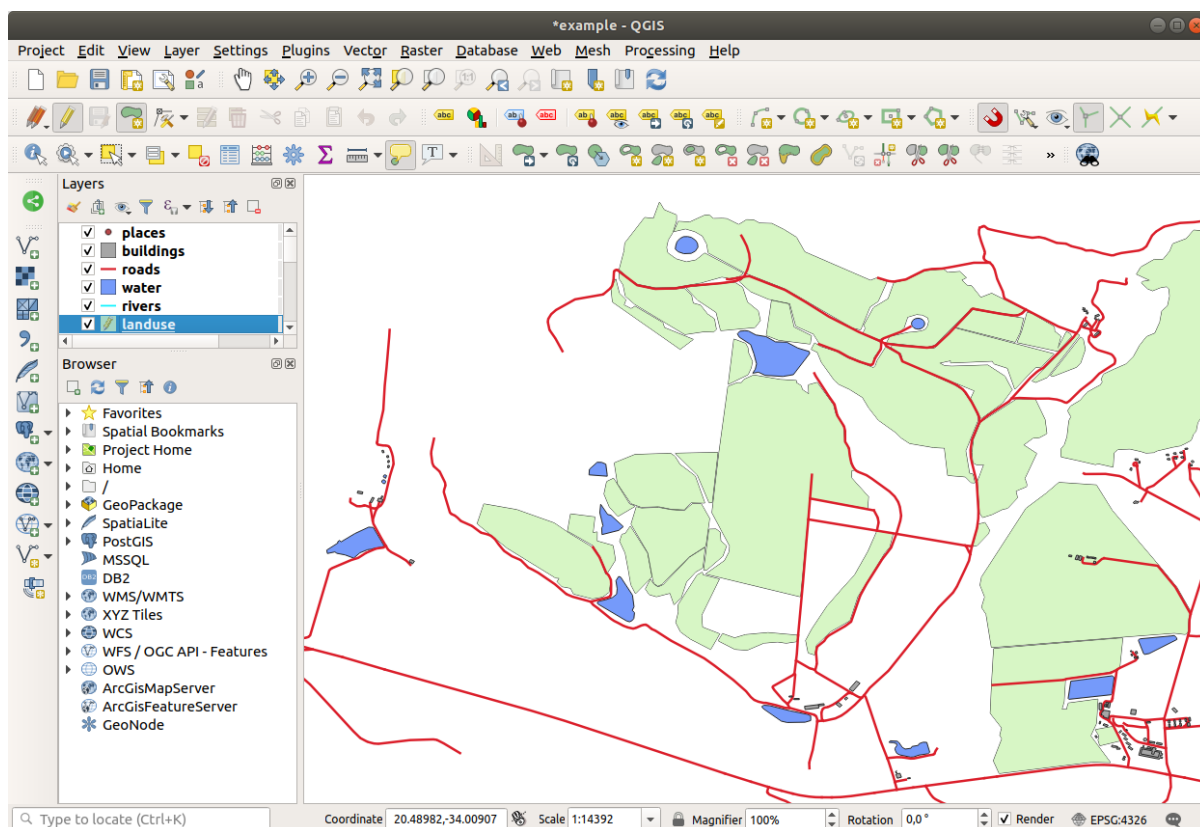 *example - QGIS
Project Edit View Layer Settings Plugins Vector Raster Database Web Mesh Processing Help
Layers
places
buildings
roads
water
rivers
landuse
Browser
Favorites
Spatial Bookmarks
Project Home
Home
/
GeoPackage
SpatiaLite
PostGIS
MSSQL
DB2 DB2
WMS/WMTS
XYZ Tiles
WCS
WFS / OGC API - Features
OWS
ArcGisMapServer
ArcGisFeatureServer
GeoNode
Type to locate (Ctrl+K) Coordinate 20.48982,-34.00907 Scale 1:14392 Magnifier 100% Rotation 0,0 ° Render EPSG:4326